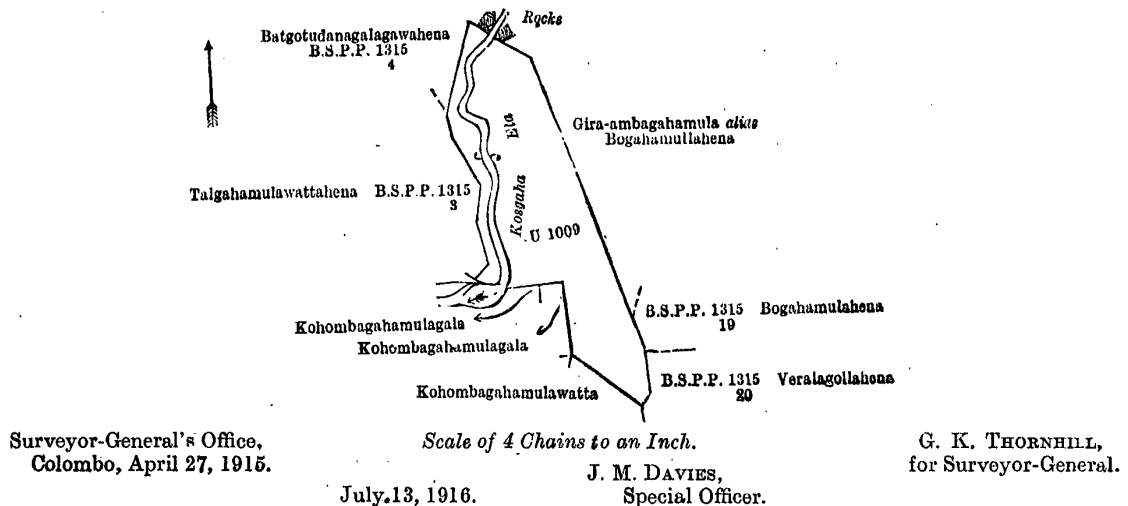 Rocks
Batgotudanagalagawahena
B.S.P.P. 1315
4
Gira-ambagahamula alias
Bogahamullahena
Ela
Talgahamulawattahena B.S.P.P. 1315
3
Kosgaha
U 1009
B.S.P.P. 1315 Bogahamulahena
19
Kohombagahamulagala
Kohombagahamulagala
B.S.P.P. 1315 Veralagollahena
20
Kohombagahamulawatta
Surveyor-General's Office,
Colombo, April 27, 1915.
Scale of 4 Chains to an Inch.
G. K. THORNHILL,
for Surveyor-General.
J. M. DAVIES,
July 13, 1916. Special Officer.